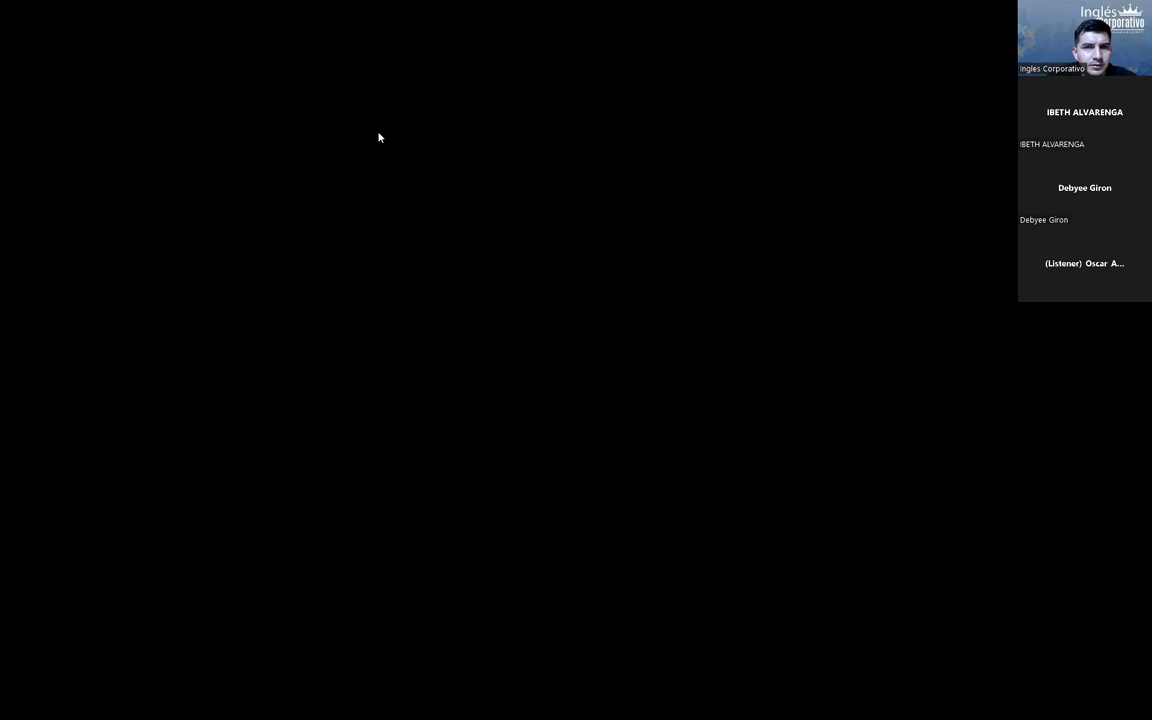 Inglés
Corporativo
Ingles Corporativo
IBETH ALVARENGA
IBETH ALVARENGA
Debyee Giron
Debyee Giron
(Listener) Oscar A...